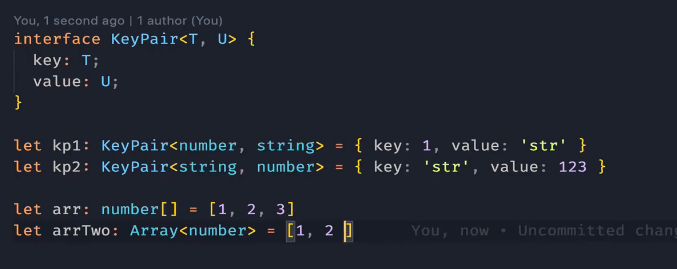 You, 1 second ago | 1 author (You)
interface KeyPair<T, U> {
  key: T;
  value: U;
}

let kp1: KeyPair<number, string> = { key: 1, value: 'str' }
let kp2: KeyPair<string, number> = { key: 'str', value: 123 }

let arr: number[] = [1, 2, 3]
let arrTwo: Array<number> = [1, 2 ] You, now • Uncommitted